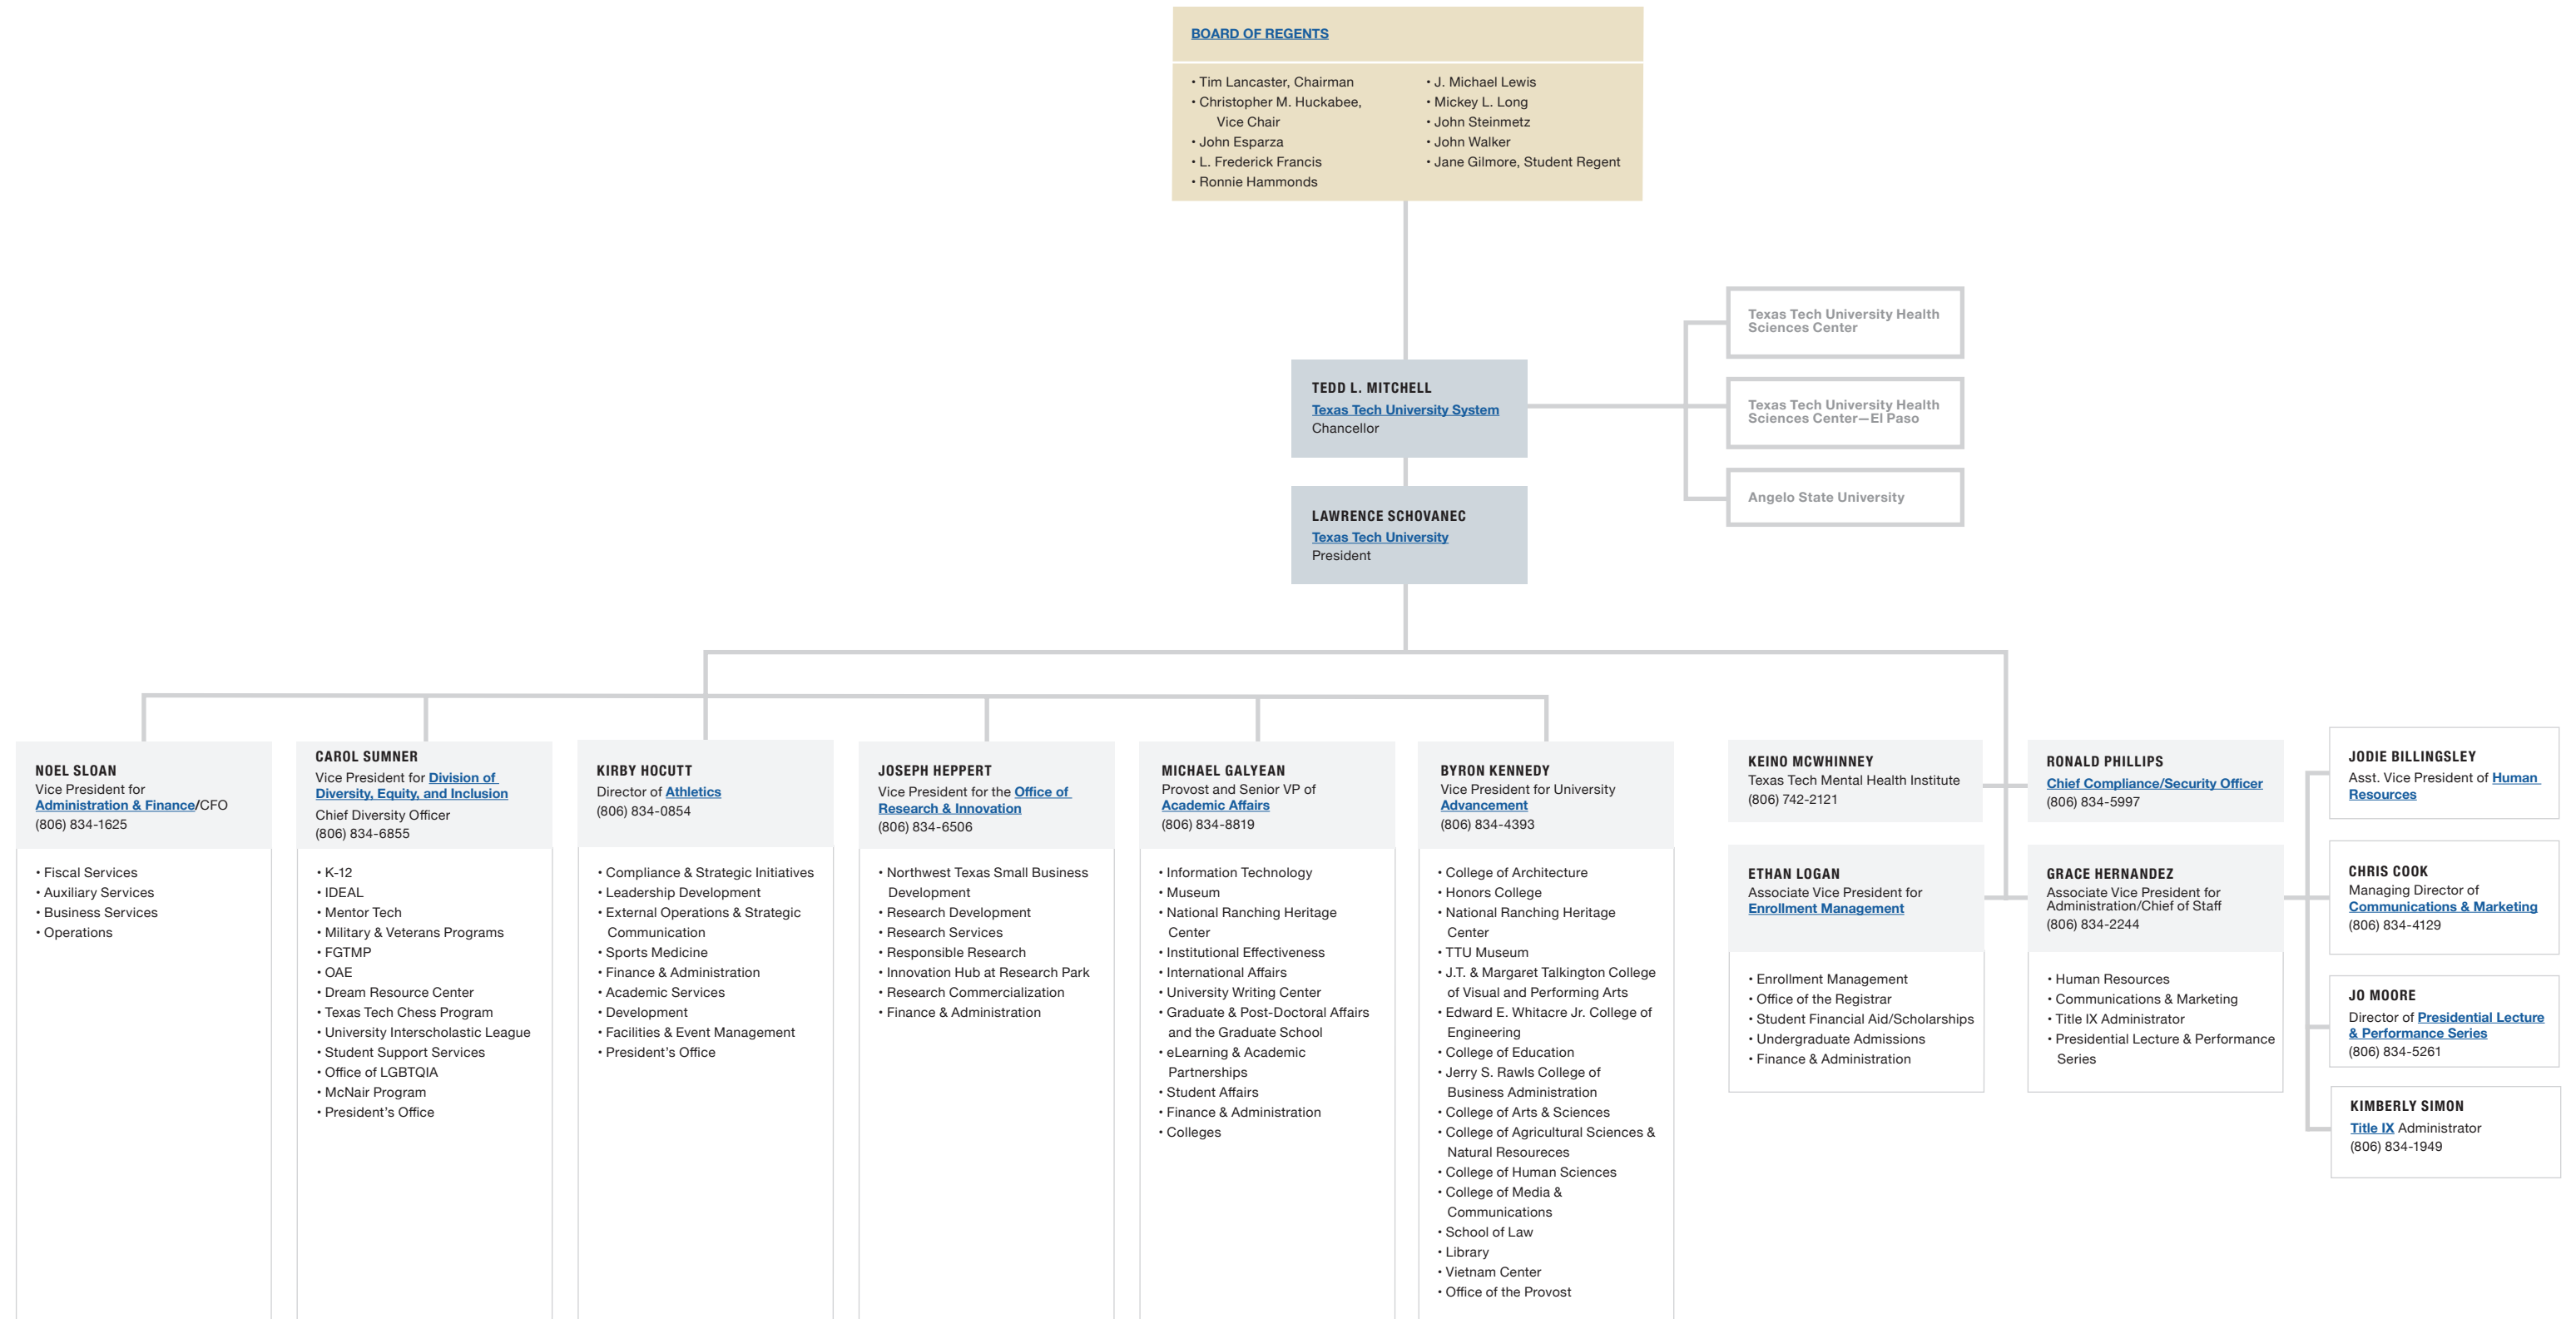 BOARD OF REGENTS
• Tim Lancaster, Chairman
• Christopher M. Huckabee,
Vice Chair
• John Esparza
• L. Frederick Francis
• Ronnie Hammonds
• J. Michael Lewis
• Mickey L. Long
• John Steinmetz
• John Walker
• Jane Gilmore, Student Regent
TEDD L. MITCHELL
Texas Tech University System
Chancellor
Texas Tech University Health
Sciences Center
Texas Tech University Health
Sciences Center—El Paso
Angelo State University
LAWRENCE SCHOVANEC
Texas Tech University
President
NOEL SLOAN
Vice President for
Administration & Finance/CFO
(806) 834-1625
• Fiscal Services
• Auxiliary Services
• Business Services
• Operations
CAROL SUMNER
Vice President for Division of
Diversity, Equity, and Inclusion
Chief Diversity Officer
(806) 834-6855
• K-12
• IDEAL
• Mentor Tech
• Military & Veterans Programs
• FGTMP
• OAE
• Dream Resource Center
• Texas Tech Chess Program
• University Interscholastic League
• Student Support Services
• Office of LGBTQIA
• McNair Program
• President's Office
KIRBY HOCUTT
Director of Athletics
(806) 834-0854
• Compliance & Strategic Initiatives
• Leadership Development
• External Operations & Strategic
Communication
• Sports Medicine
• Finance & Administration
• Academic Services
• Development
• Facilities & Event Management
• President's Office
JOSEPH HEPPERT
Vice President for the Office of
Research & Innovation
(806) 834-6506
• Northwest Texas Small Business
Development
• Research Development
• Research Services
• Responsible Research
• Innovation Hub at Research Park
• Research Commercialization
• Finance & Administration
MICHAEL GALYEAN
Provost and Senior VP of
Academic Affairs
(806) 834-8819
• Information Technology
• Museum
• National Ranching Heritage
Center
• Institutional Effectiveness
• International Affairs
• University Writing Center
• Graduate & Post-Doctoral Affairs
and the Graduate School
• eLearning & Academic
Partnerships
• Student Affairs
• Finance & Administration
• Colleges
BYRON KENNEDY
Vice President for University
Advancement
(806) 834-4393
• College of Architecture
• Honors College
• National Ranching Heritage
Center
• TTU Museum
• J.T. & Margaret Talkington College
of Visual and Performing Arts
• Edward E. Whitacre Jr. College of
Engineering
• College of Education
• Jerry S. Rawls College of
Business Administration
• College of Arts & Sciences
• College of Agricultural Sciences &
Natural Resoureces
• College of Human Sciences
• College of Media &
Communications
• School of Law
• Library
• Vietnam Center
• Office of the Provost
KEINO MCWHINNEY
Texas Tech Mental Health Institute
(806) 742-2121
RONALD PHILLIPS
Chief Compliance/Security Officer
(806) 834-5997
ETHAN LOGAN
Associate Vice President for
Enrollment Management
• Enrollment Management
• Office of the Registrar
• Student Financial Aid/Scholarships
• Undergraduate Admissions
• Finance & Administration
GRACE HERNANDEZ
Associate Vice President for
Administration/Chief of Staff
(806) 834-2244
• Human Resources
• Communications & Marketing
• Title IX Administrator
• Presidential Lecture & Performance
Series
JODIE BILLINGSLEY
Asst. Vice President of Human
Resources
CHRIS COOK
Managing Director of
Communications & Marketing
(806) 834-4129
JO MOORE
Director of Presidential Lecture
& Performance Series
(806) 834-5261
KIMBERLY SIMON
Title IX Administrator
(806) 834-1949